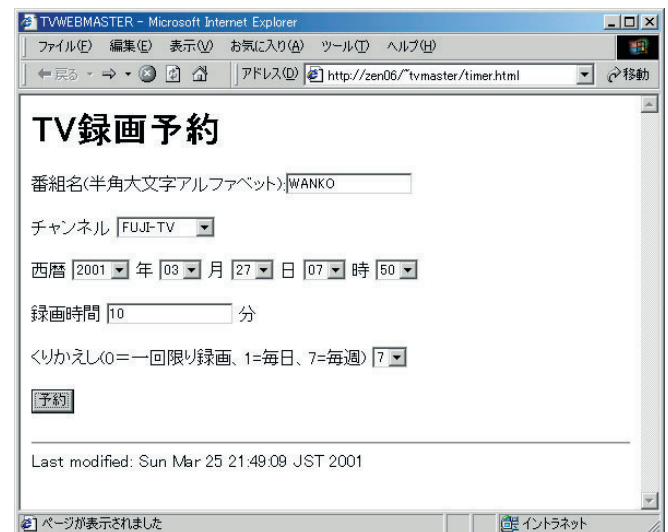 TVWEBMASTER - Microsoft Internet Explorer
ファイル(F) 編集(E) 表示(V) お気に入り(A) ツール(T) ヘルプ(H)
戻る アドレス(D) http://zen06/~tvmaster/timer.html 移動
TV録画予約
番組名(半角大文字アルファベット):WANKO
チャンネル FUJI-TV
西暦 2001 年 03 月 27 日 07 時 50
録画時間 10 分
くりかえし(0=一回限り録画、1=毎日、7=毎週) 7
予約
Last modified: Sun Mar 25 21:49:09 JST 2001
ページが表示されました イントラネット